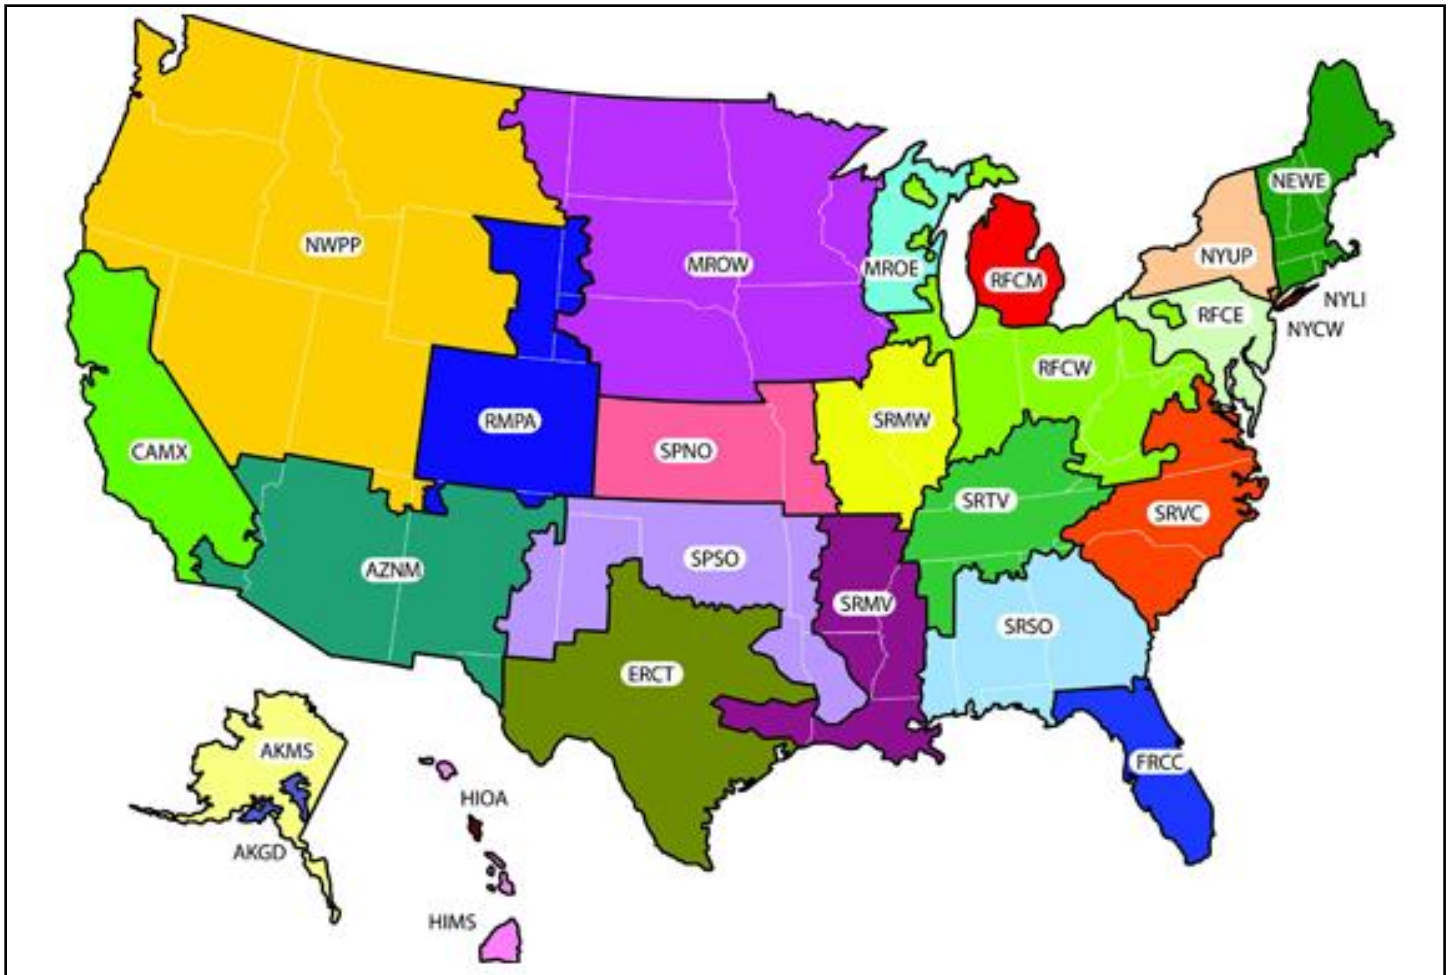 NEWE
NWPP
NYUP
MROW
MROE
RFCM
NYLI
RFCE
NYCW
RFCW
RMPA
SRMW
CAMX
SPNO
SRTV
SRVC
SPSO
AZNM
SRMV
SRSO
ERCT
AKMS
FRCC
HIOA
AKGD
HIMS